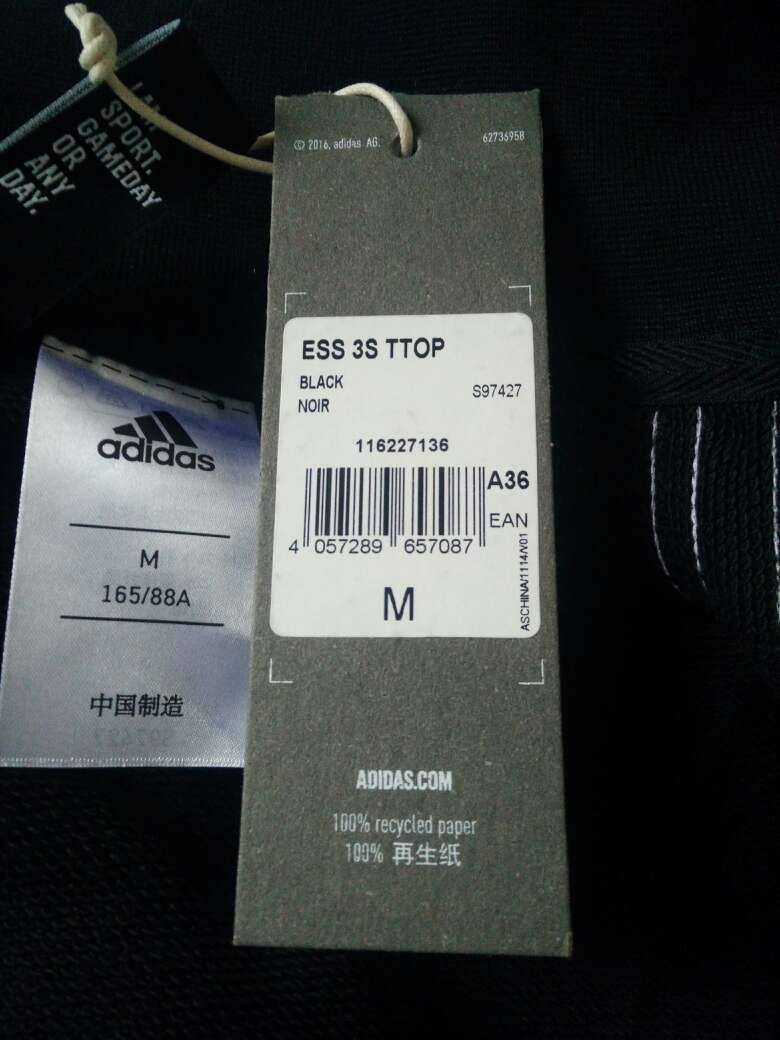 SPORT.
GAMEDAY
OR
ANY
DAY.
© 2016, adidas AG.
62736958
ESS 3S TTOP
BLACK
NOIR
S97427
116227136
A36
EAN
4 057289 657087
ASCHINA/1114/V01
M
ADIDAS.COM
100% recycled paper
100% 再生纸
adidas
M
165/88A
中国制造